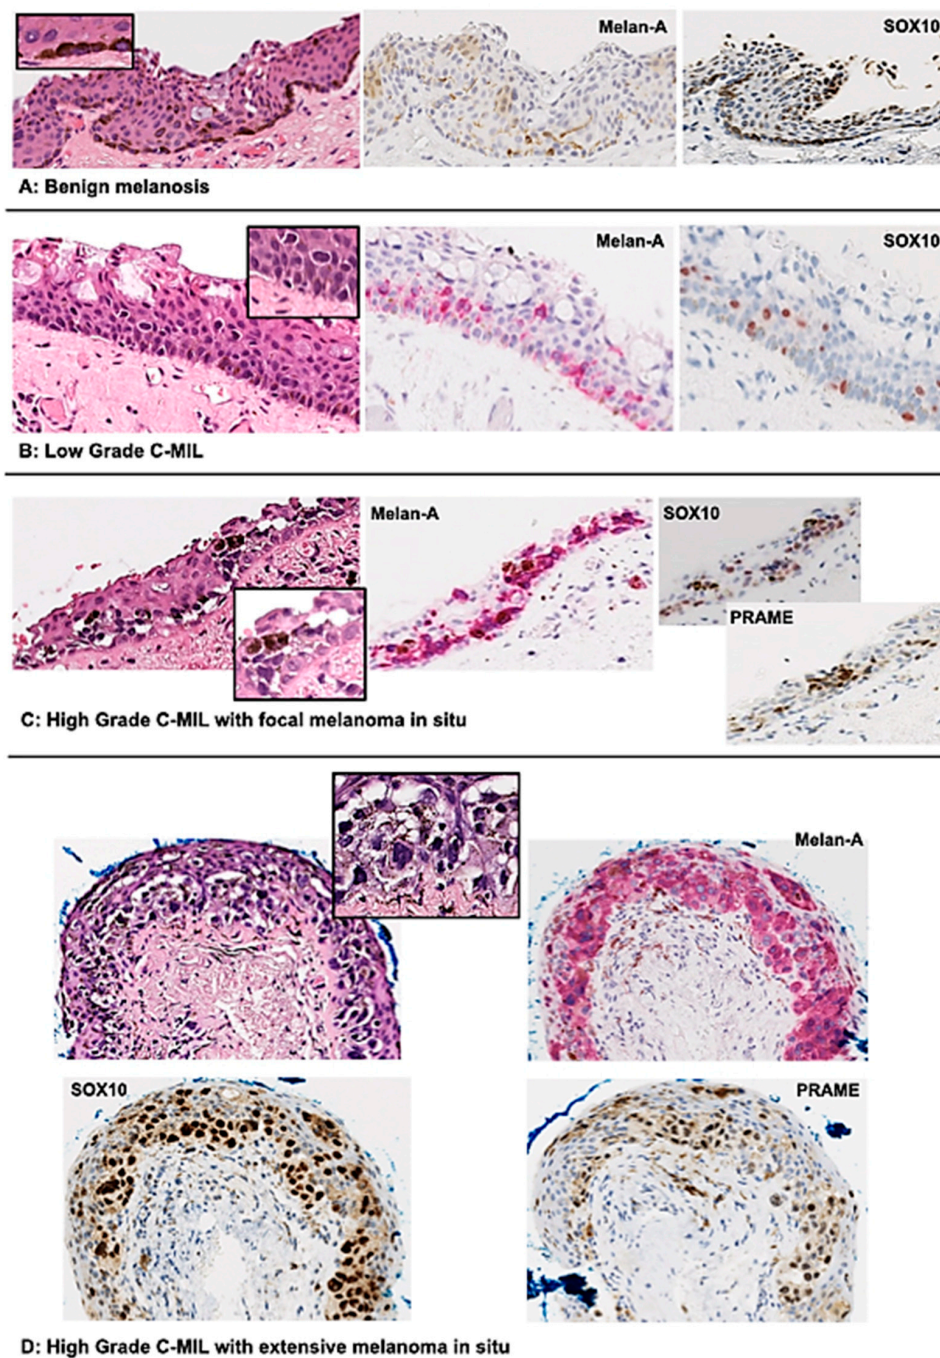 Melan-A
SOX10
A: Benign melanosis
Melan-A
SOX10
B: Low Grade C-MIL
Melan-A
SOX10
PRAME
C: High Grade C-MIL with focal melanoma in situ
Melan-A
SOX10
PRAME
D: High Grade C-MIL with extensive melanoma in situ